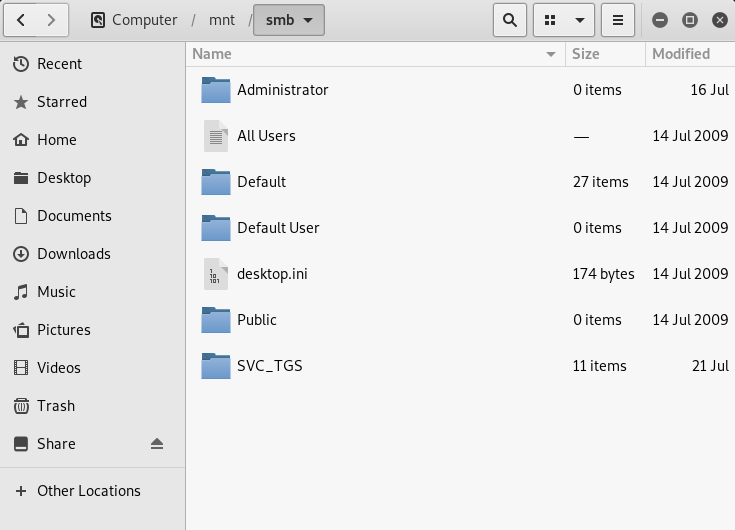 Computer / mnt / smb
Name Size Modified
Recent
Starred
Home
Desktop
Documents
Downloads
Music
Pictures
Videos
Trash
Share
Other Locations
Administrator 0 items 16 Jul
All Users — 14 Jul 2009
Default 27 items 14 Jul 2009
Default User 0 items 14 Jul 2009
desktop.ini 174 bytes 14 Jul 2009
Public 0 items 14 Jul 2009
SVC_TGS 11 items 21 Jul